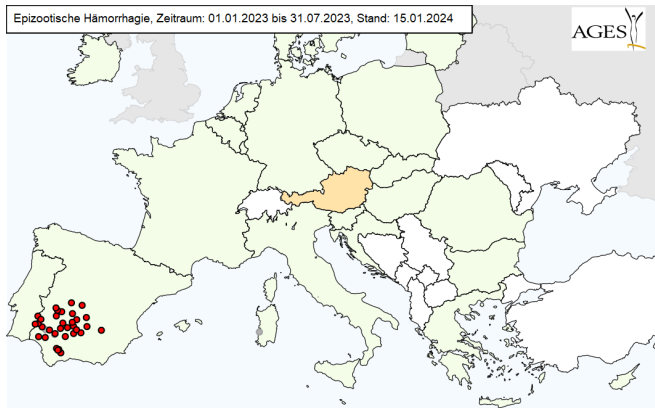 Epizootische Hämorrhagie, Zeitraum: 01.01.2023 bis 31.07.2023, Stand: 15.01.2024
AGES